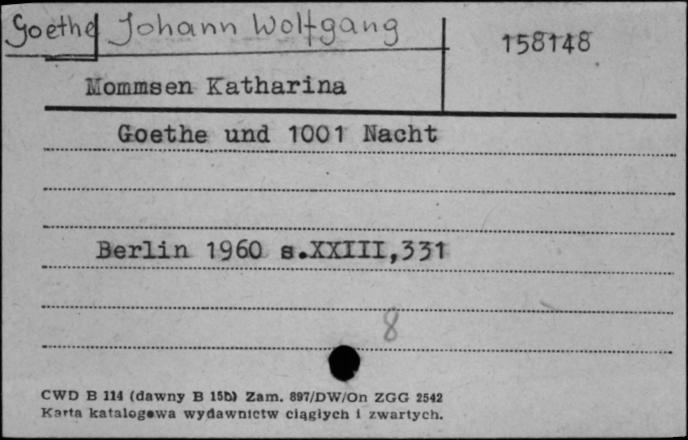 Goethe Johann Wolfgang
158148
Mommsen Katharina
Goethe und 1001 Nacht
Berlin 1960 s.XXIII,331
8
CWD B 114 (dawny B 15b) Zam. 897/DW/On ZGG 2542
Karta katalogowa wydawnictw ciągłych i zwartych.